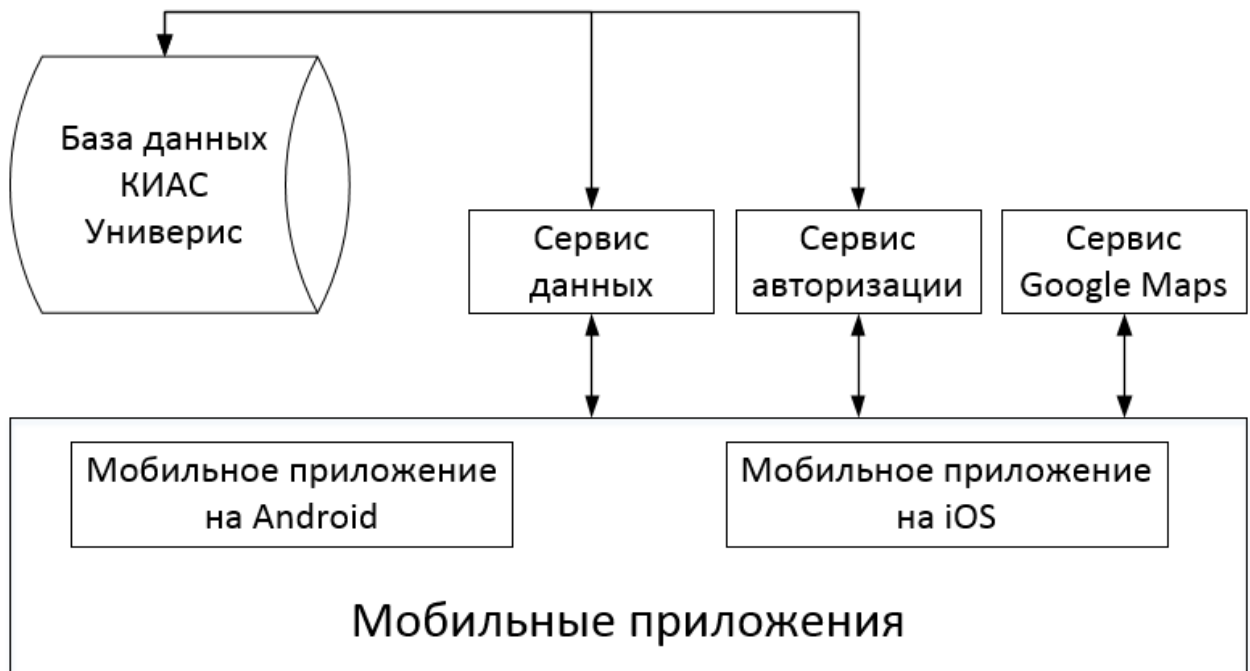 База данных
КИАС
Универис
Сервис
данных
Сервис
авторизации
Сервис
Google Maps
Мобильное приложение
на Android
Мобильное приложение
на iOS
Мобильные приложения